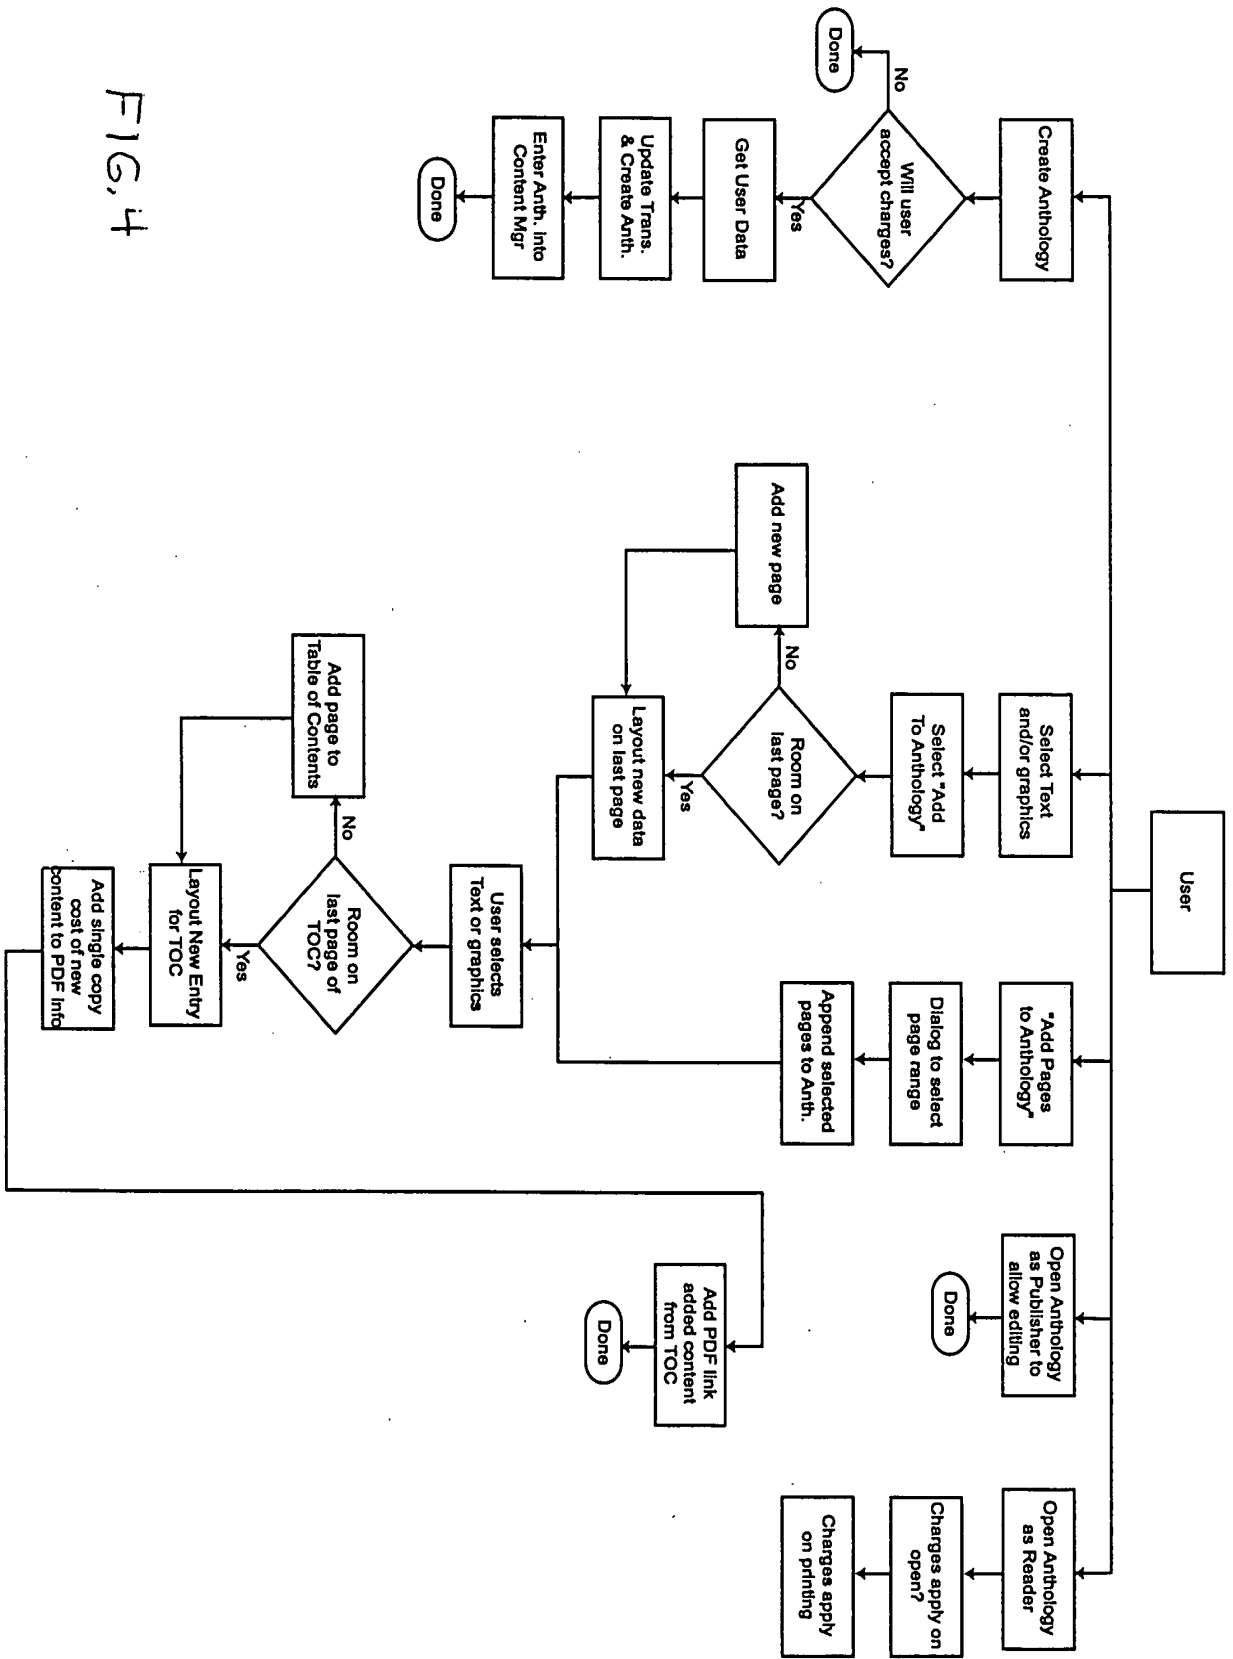 User
Create Anthology
Will user
accept charges?
No
Done
Yes
Get User Data
Update Trans.
& Create Anth.
Enter Anth. into
Content Mgr
Done
Select Text
and/or graphics
Select "Add
To Anthology"
Room on
last page?
No
Add new page
Yes
Layout new data
on last page
"Add Pages
to Anthology"
Dialog to select
page range
Append selected
pages to Anth.
User selects
Text or graphics
Room on
last page of
TOC?
No
Add page to
Table of Contents
Yes
Layout New Entry
for TOC
Add single copy
cost of new
content to PDF info
Add PDF link
added content
from TOC
Done
Open Anthology
as Publisher to
allow editing
Done
Open Anthology
as Reader
Charges apply on
open?
Charges apply
on printing
FIG. 4